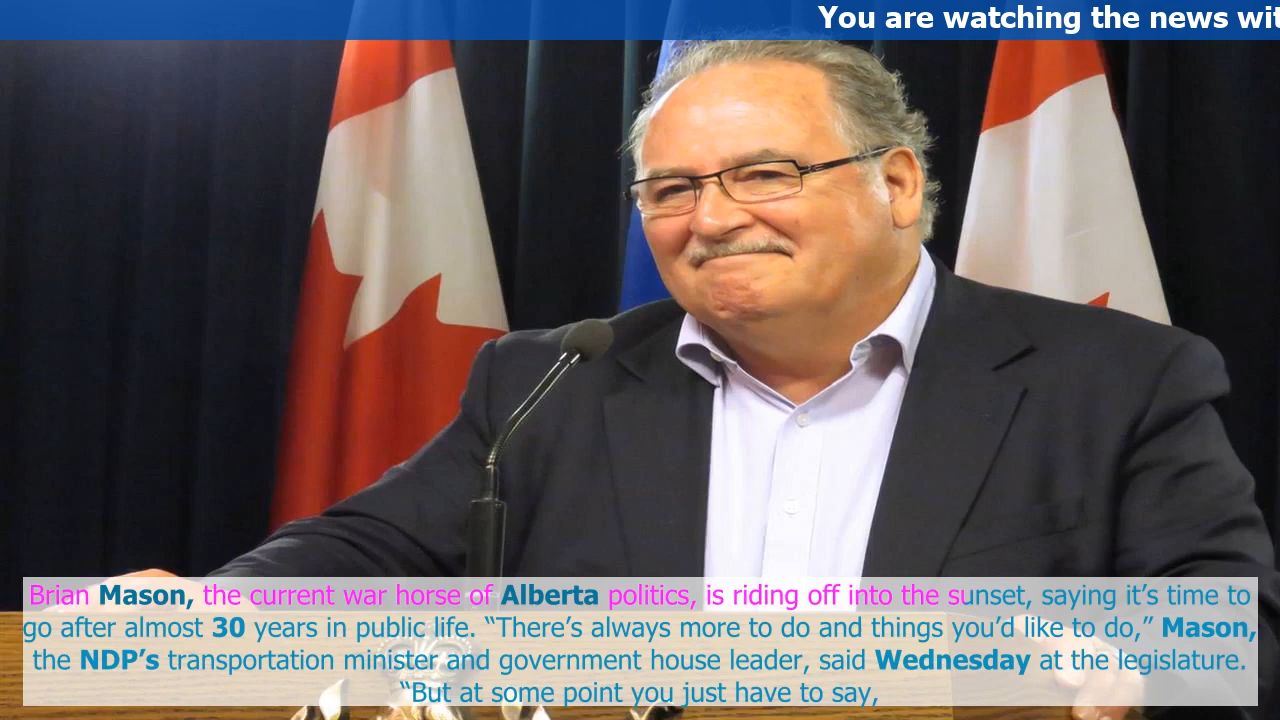 You are watching the news wit
Brian Mason, the current war horse of Alberta politics, is riding off into the sunset, saying it’s time to
go after almost 30 years in public life. “There’s always more to do and things you’d like to do,” Mason,
the NDP’s transportation minister and government house leader, said Wednesday at the legislature.
“But at some point you just have to say,